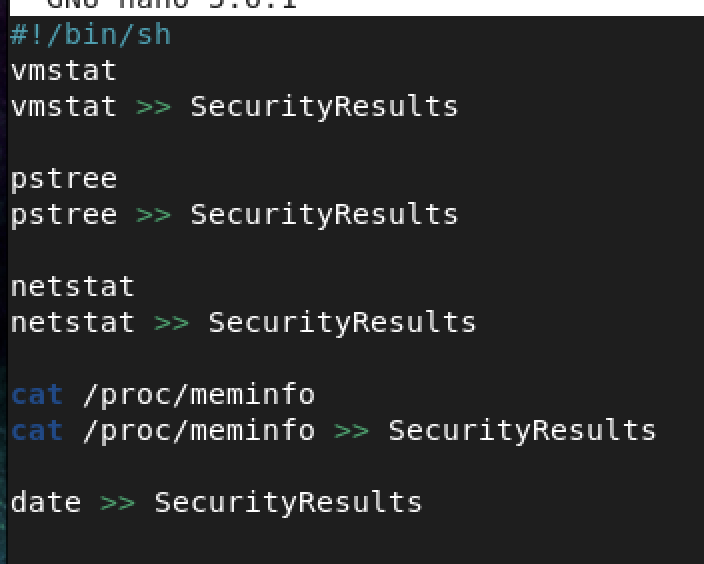 GNU nano 5.6.1
#!/bin/sh
vmstat
vmstat >> SecurityResults
pstree
pstree >> SecurityResults
netstat
netstat >> SecurityResults
cat /proc/meminfo
cat /proc/meminfo >> SecurityResults
date >> SecurityResults